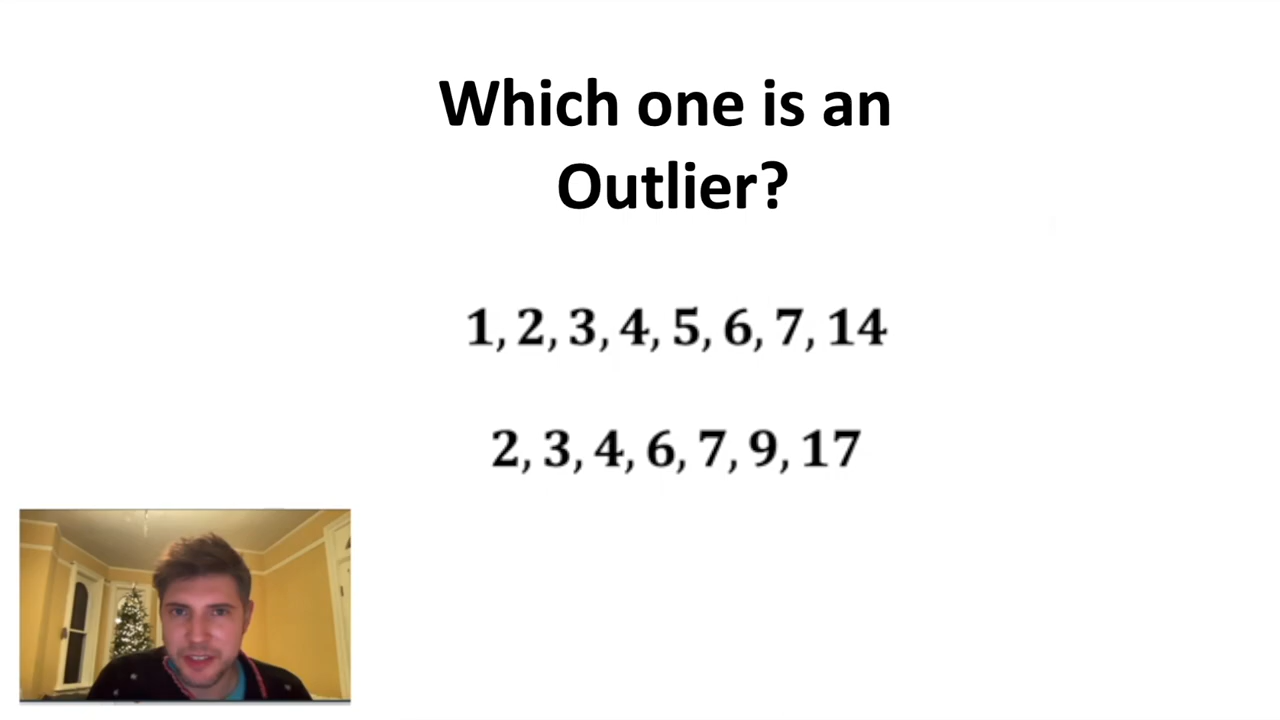 Which one is an
Outlier?
1, 2, 3, 4, 5, 6, 7, 14
2, 3, 4, 6, 7, 9, 17